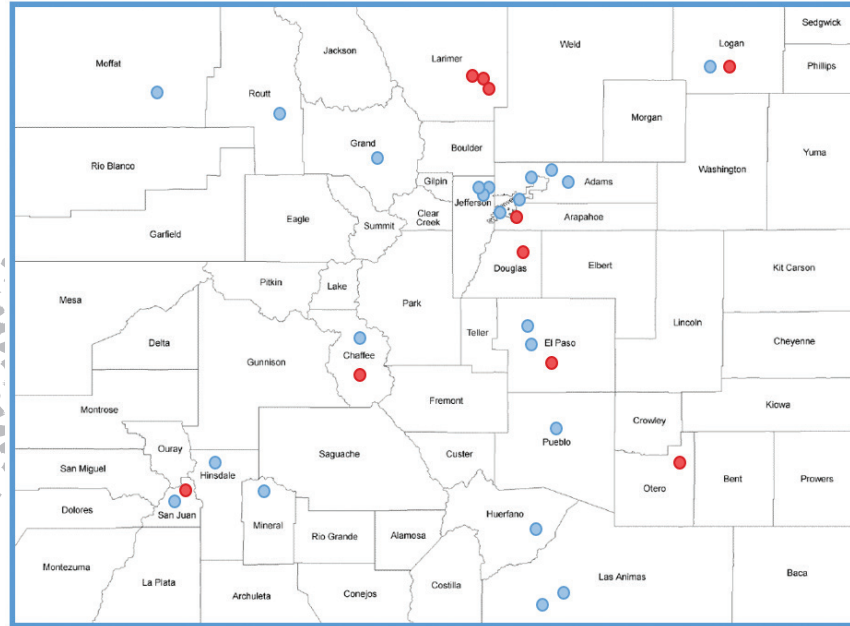 Sedgwick
Jackson
Larimer
Weld
Logan
Moffat
Phillips
Routt
Morgan
Grand
Boulder
Washington
Yuma
Rio Blanco
Gilpin
Adams
Jefferson
Eagle
Clear
Creek
Arapahoe
Summit
Garfield
Douglas
Elbert
Kit Carson
Pitkin
Lake
Mesa
Park
Lincoln
Teller
El Paso
Cheyenne
Delta
Chaffee
Gunnison
Fremont
Kiowa
Montrose
Crowley
Ouray
Pueblo
Saguache
Custer
San Miguel
Hinsdale
Otero
Bent
Prowers
Dolores
San Juan
Huerfano
Mineral
Rio Grande
Alamosa
Montezuma
La Plata
Las Animas
Baca
Costilla
Archuleta
Conejos